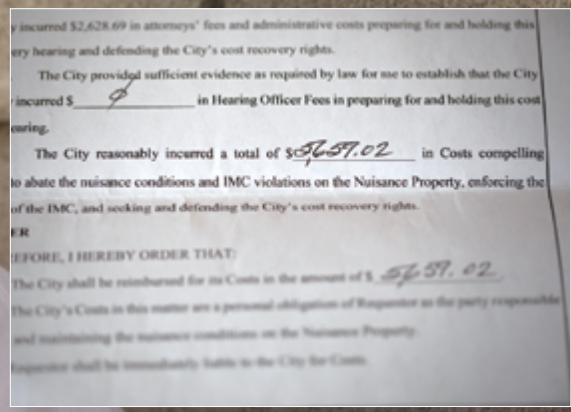 y incurred $2,628.69 in attorneys' fees and administrative costs preparing for and holding this
ery hearing and defending the City's cost recovery rights.
The City provided sufficient evidence as required by law for me to establish that the City
incurred $ Ø in Hearing Officer Fees in preparing for and holding this cost
earing.
The City reasonably incurred a total of $ 5657.02 in Costs compelling
to abate the nuisance conditions and IMC violations on the Nuisance Property, enforcing the
of the IMC, and seeking and defending the City's cost recovery rights.
ER
EFORE, I HEREBY ORDER THAT:
The City shall be reimbursed for its Costs in the amount of $ 5657.02
The City's Costs in this matter are a personal obligation of Requestor as the party responsible
and maintaining the nuisance conditions on the Nuisance Property.
equestor shall be immediately liable to the City for Costs.